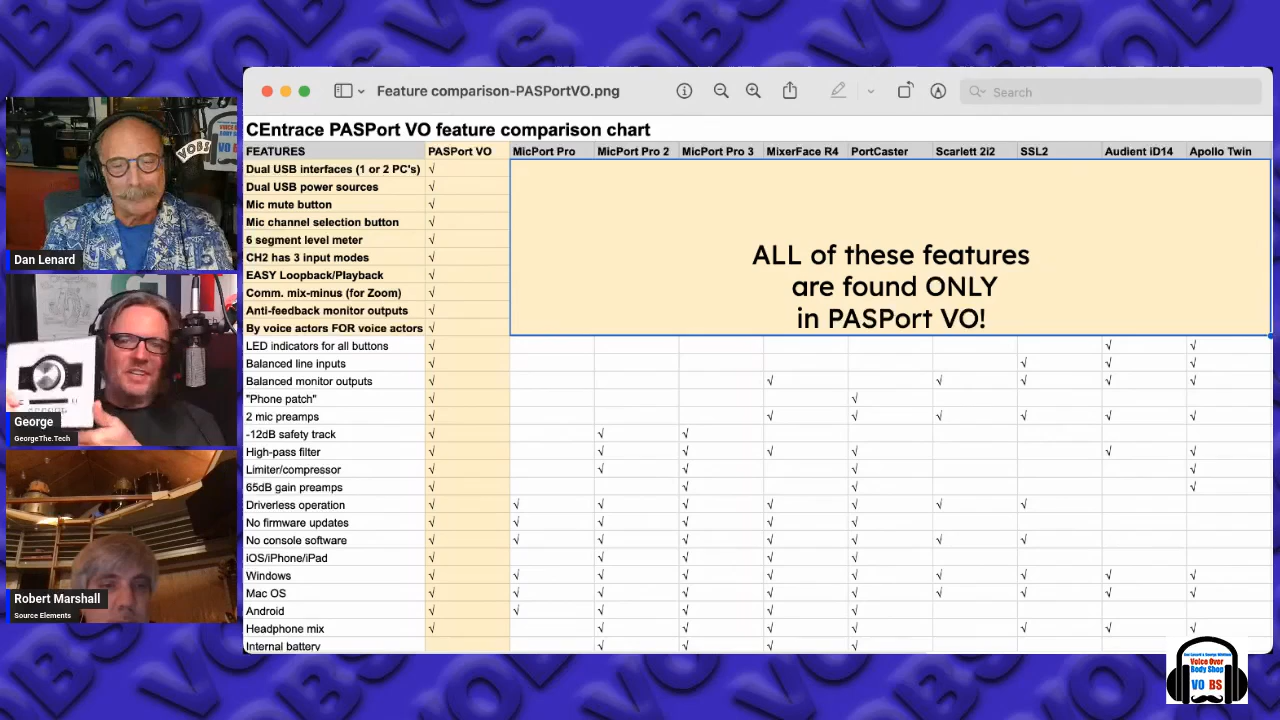 Feature comparison-PASPortVO.png
Search
CEntrace PASPort VO feature comparison chart
FEATURES PASPort VO MicPort Pro MicPort Pro 2 MicPort Pro 3 MixerFace R4 PortCaster Scarlett 2i2 SSL2 Audient iD14 Apollo Twin
Dual USB interfaces (1 or 2 PC's) √
Dual USB power sources √
Mic mute button √
Mic channel selection button √
6 segment level meter √
CH2 has 3 input modes √
EASY Loopback/Playback √
Comm. mix-minus (for Zoom) √
Anti-feedback monitor outputs √
By voice actors FOR voice actors √
ALL of these features
are found ONLY
in PASPort VO!
LED indicators for all buttons √ √ √
Balanced line inputs √ √ √ √
Balanced monitor outputs √ √ √ √ √ √
"Phone patch" √ √
2 mic preamps √ √ √ √ √ √ √
-12dB safety track √ √ √
High-pass filter √ √ √ √ √ √ √
Limiter/compressor √ √ √ √ √
65dB gain preamps √ √ √ √
Driverless operation √ √ √ √ √ √ √ √
No firmware updates √ √ √ √ √ √
No console software √ √ √ √ √ √ √ √
iOS/iPhone/iPad √ √ √ √ √
Windows √ √ √ √ √ √ √ √ √ √
Mac OS √ √ √ √ √ √ √ √ √ √
Android √ √ √ √ √ √
Headphone mix √ √ √ √ √ √ √ √
Internal battery √ √ √ √
VOBS
Dan Lenard
George
GeorgeThe.Tech
Robert Marshall
Source Elements
Voice Over
Body Shop
VO BS